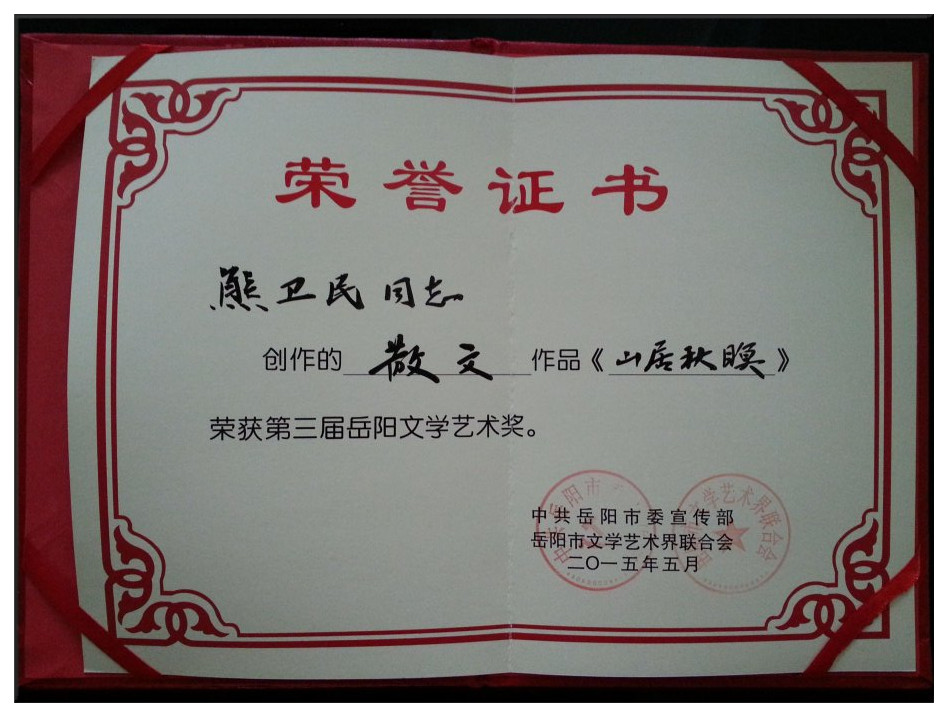 荣誉证书
熊卫民同志
创作的 散文 作品《山居秋暝》
荣获第三届岳阳文学艺术奖。
中共岳阳市委宣传部
岳阳市文学艺术界联合会
二〇一五年五月